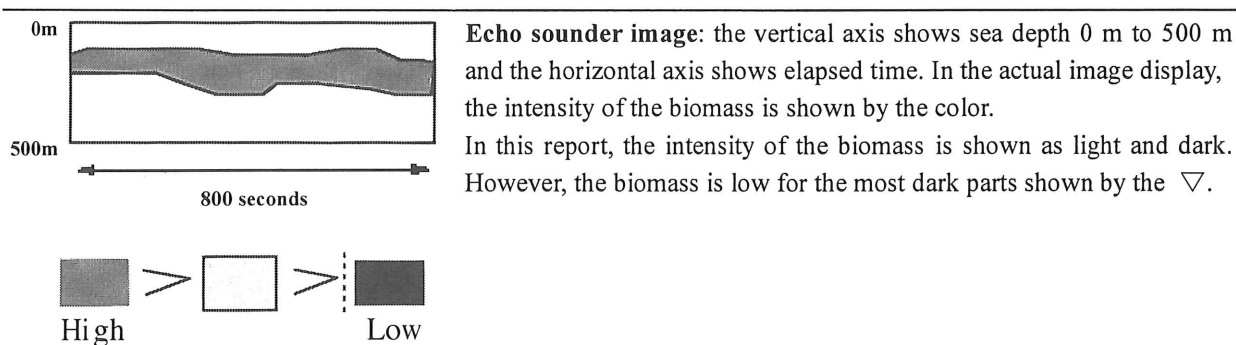 0m
500m
800 seconds
High
Low
Echo sounder image: the vertical axis shows sea depth 0 m to 500 m
and the horizontal axis shows elapsed time. In the actual image display,
the intensity of the biomass is shown by the color.
In this report, the intensity of the biomass is shown as light and dark.
However, the biomass is low for the most dark parts shown by the ▽.